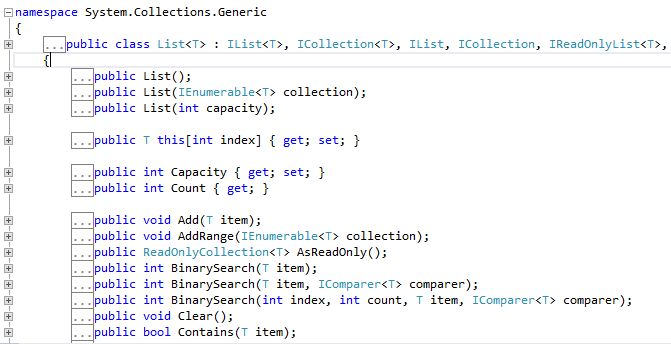 namespace System.Collections.Generic
{
...public class List<T> : IList<T>, ICollection<T>, IList, ICollection, IReadOnlyList<T>,
{
...public List();
...public List(IEnumerable<T> collection);
...public List(int capacity);
...public T this[int index] { get; set; }
...public int Capacity { get; set; }
...public int Count { get; }
...public void Add(T item);
...public void AddRange(IEnumerable<T> collection);
...public ReadOnlyCollection<T> AsReadOnly();
...public int BinarySearch(T item);
...public int BinarySearch(T item, IComparer<T> comparer);
...public int BinarySearch(int index, int count, T item, IComparer<T> comparer);
...public void Clear();
...public bool Contains(T item);